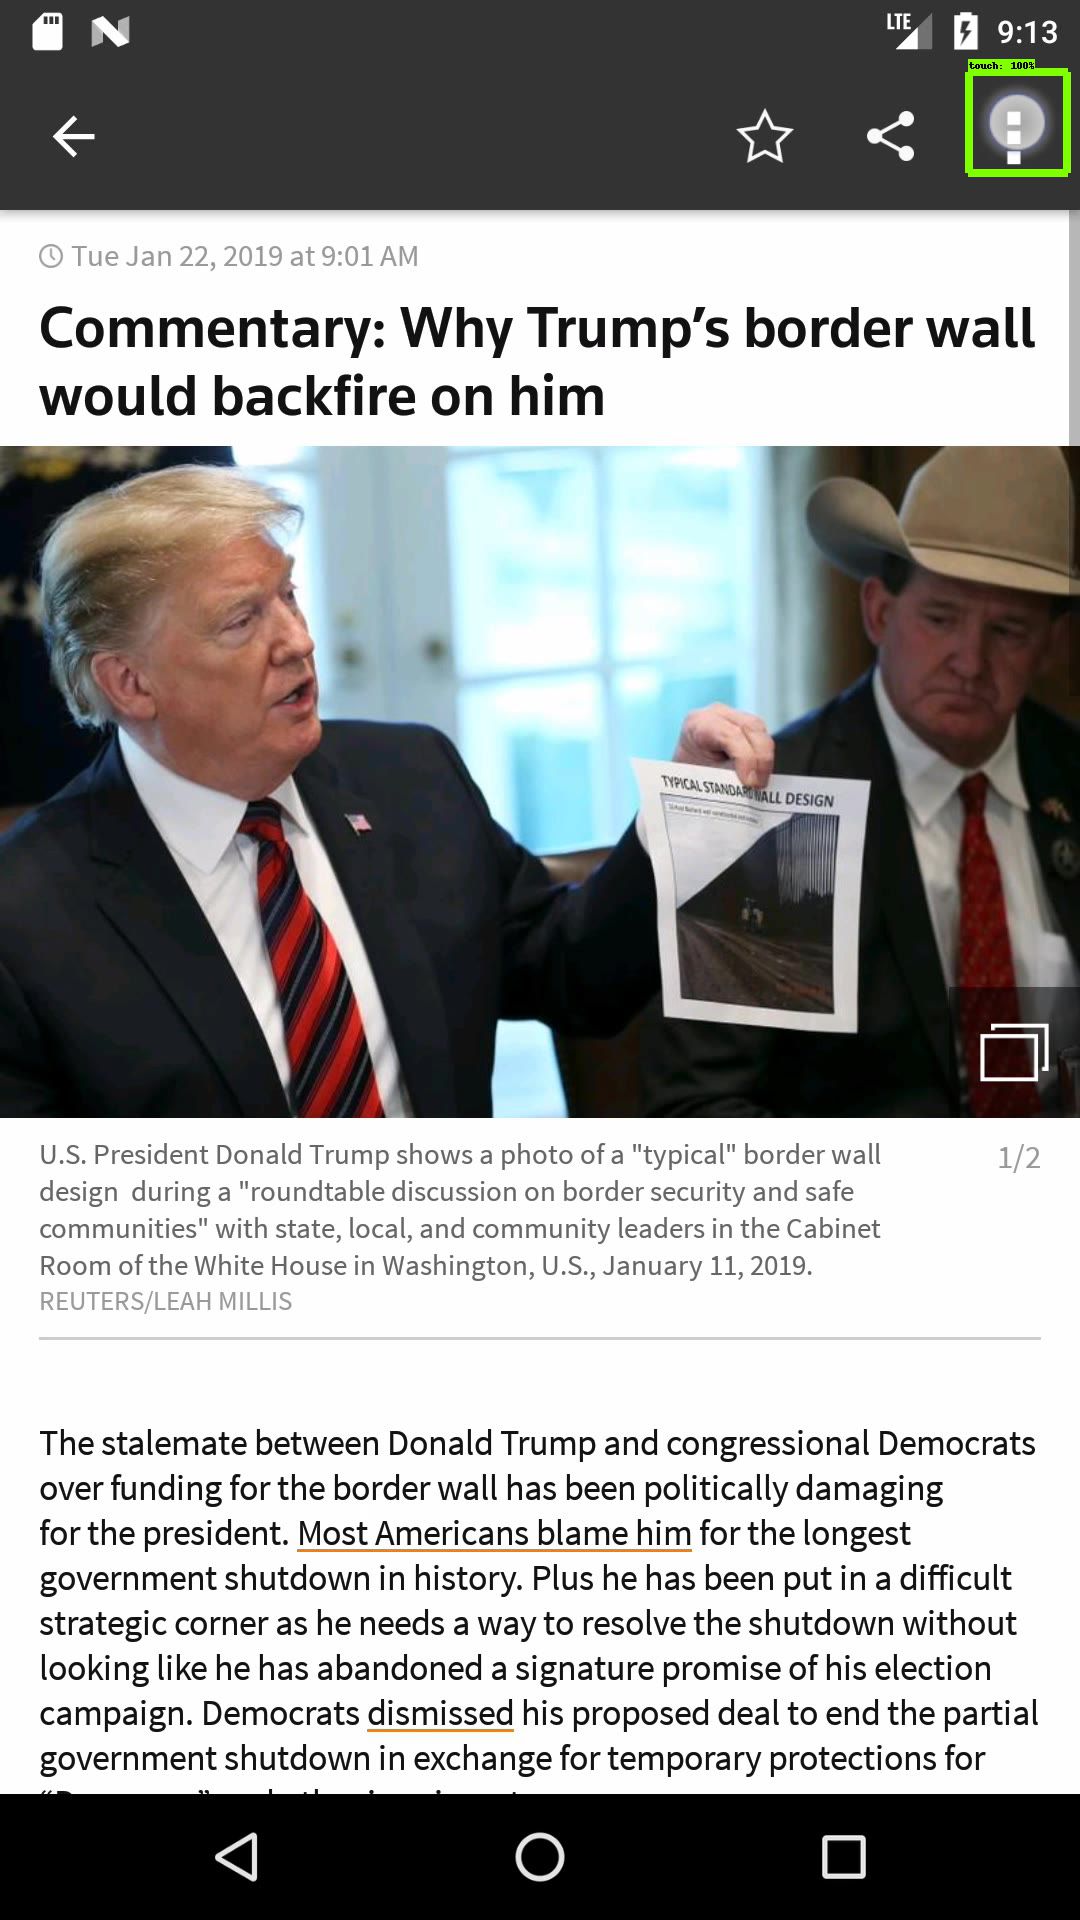 LTE 9:13
touch: 100%
Tue Jan 22, 2019 at 9:01 AM
Commentary: Why Trump’s border wall
would backfire on him
TYPICAL STANDARD WALL DESIGN
U.S. President Donald Trump shows a photo of a "typical" border wall
design  during a "roundtable discussion on border security and safe
communities" with state, local, and community leaders in the Cabinet
Room of the White House in Washington, U.S., January 11, 2019.
REUTERS/LEAH MILLIS
1/2
The stalemate between Donald Trump and congressional Democrats
over funding for the border wall has been politically damaging
for the president. Most Americans blame him for the longest
government shutdown in history. Plus he has been put in a difficult
strategic corner as he needs a way to resolve the shutdown without
looking like he has abandoned a signature promise of his election
campaign. Democrats dismissed his proposed deal to end the partial
government shutdown in exchange for temporary protections for